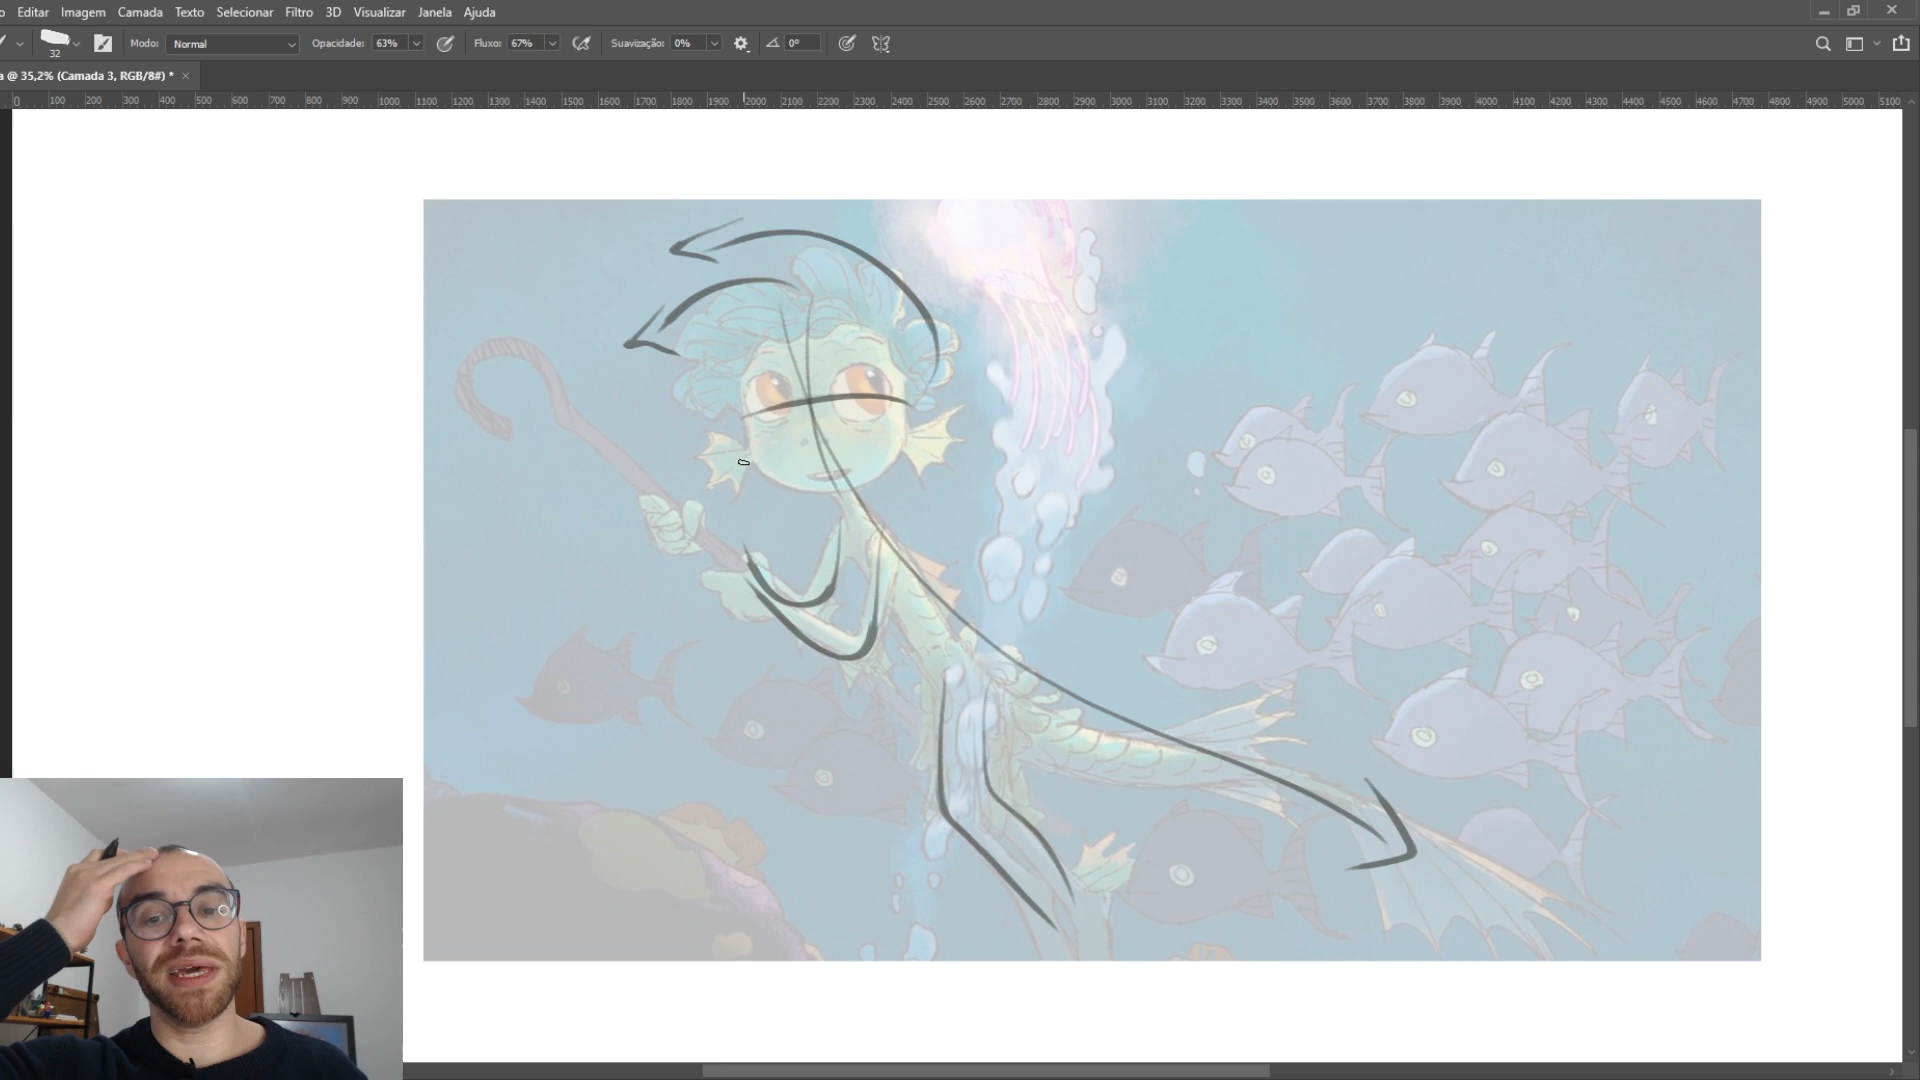 Editar Imagem Camada Texto Selecionar Filtro 3D Visualizar Janela Ajuda
32 Modo: Normal Opacidade: 63% Fluxo: 67% Suavização: 0% 0°
a @ 35,2% (Camada 3, RGB/8#) * ×
0 100 200 300 400 500 600 700 800 900 1000 1100 1200 1300 1400 1500 1600 1700 1800 1900 2000 2100 2200 2300 2400 2500 2600 2700 2800 2900 3000 3100 3200 3300 3400 3500 3600 3700 3800 3900 4000 4100 4200 4300 4400 4500 4600 4700 4800 4900 5000 5100